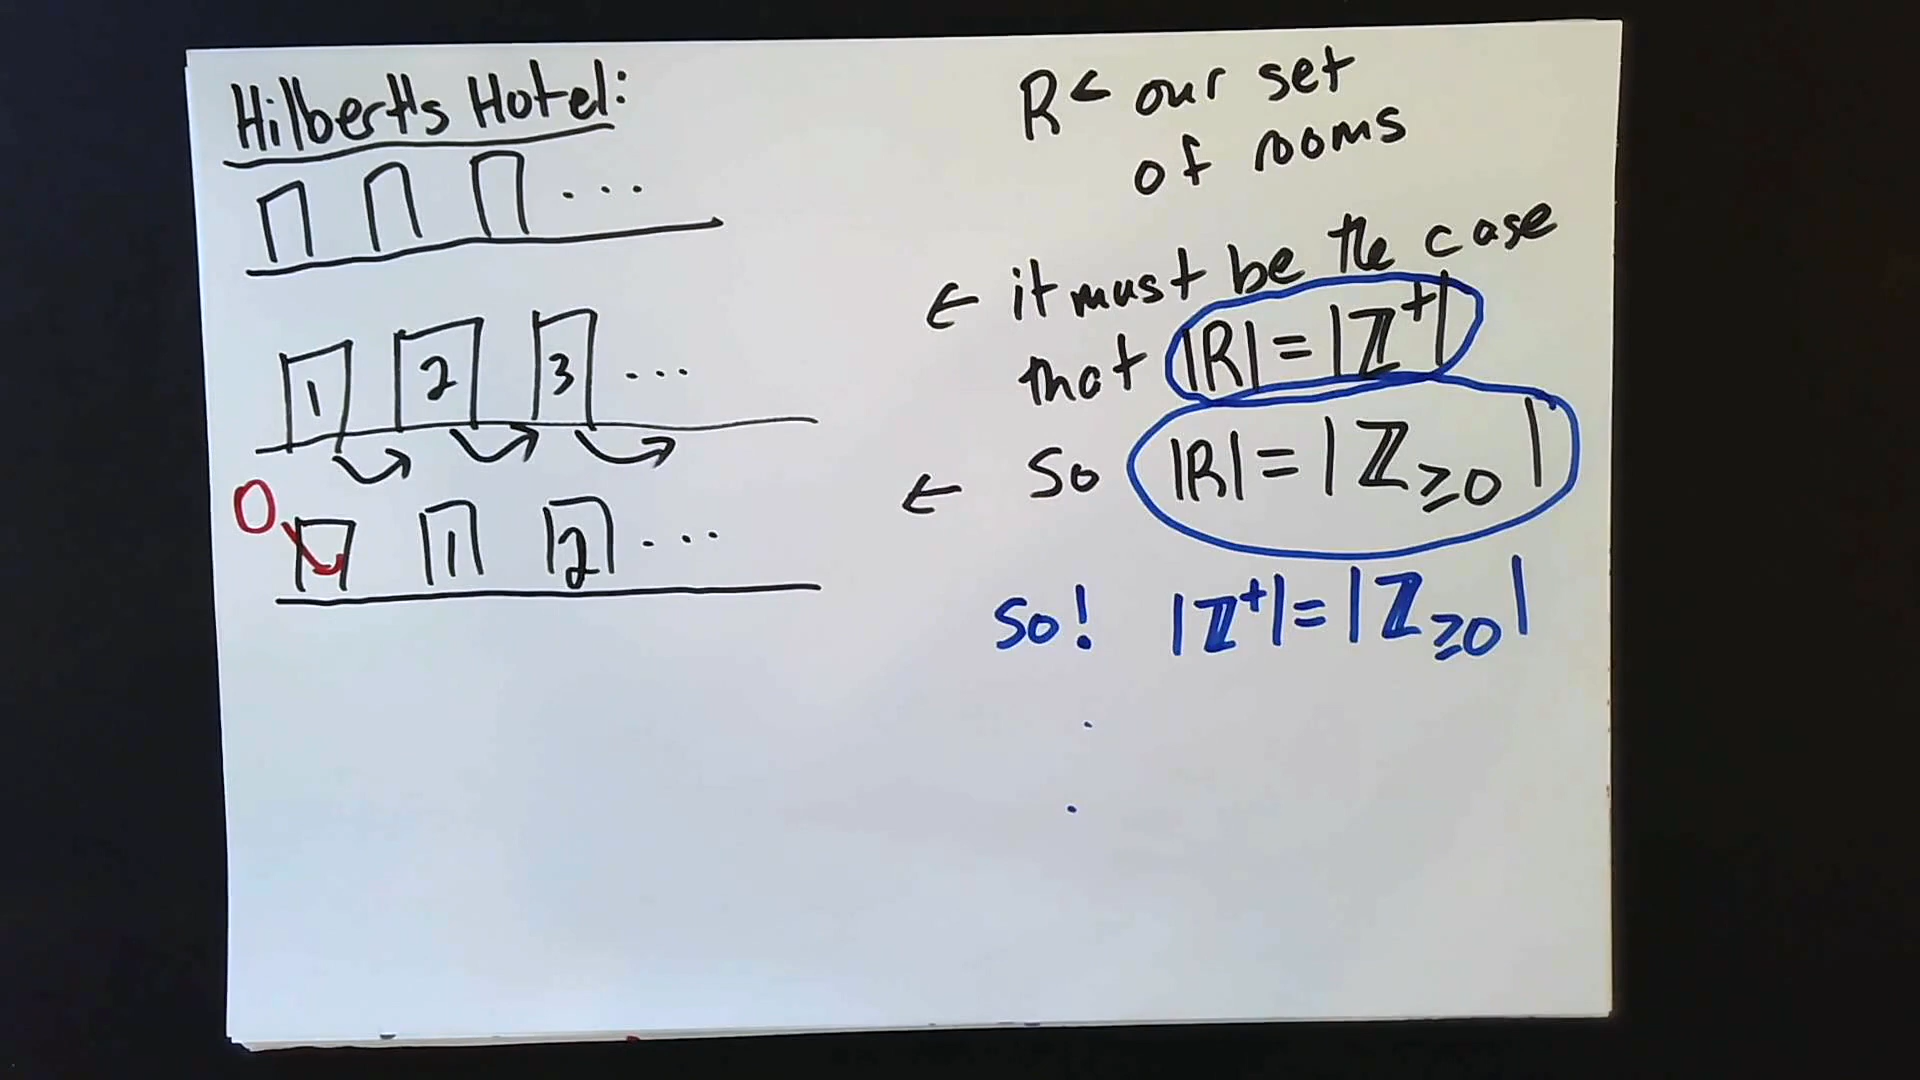 Hilbert's Hotel:
...
1 2 3 ...
0
1 2 ...
R ← our set
of rooms
← it must be the case
that |R| = |ℤ⁺|
← so |R| = |ℤ≥0|
so! |ℤ⁺| = |ℤ≥0|